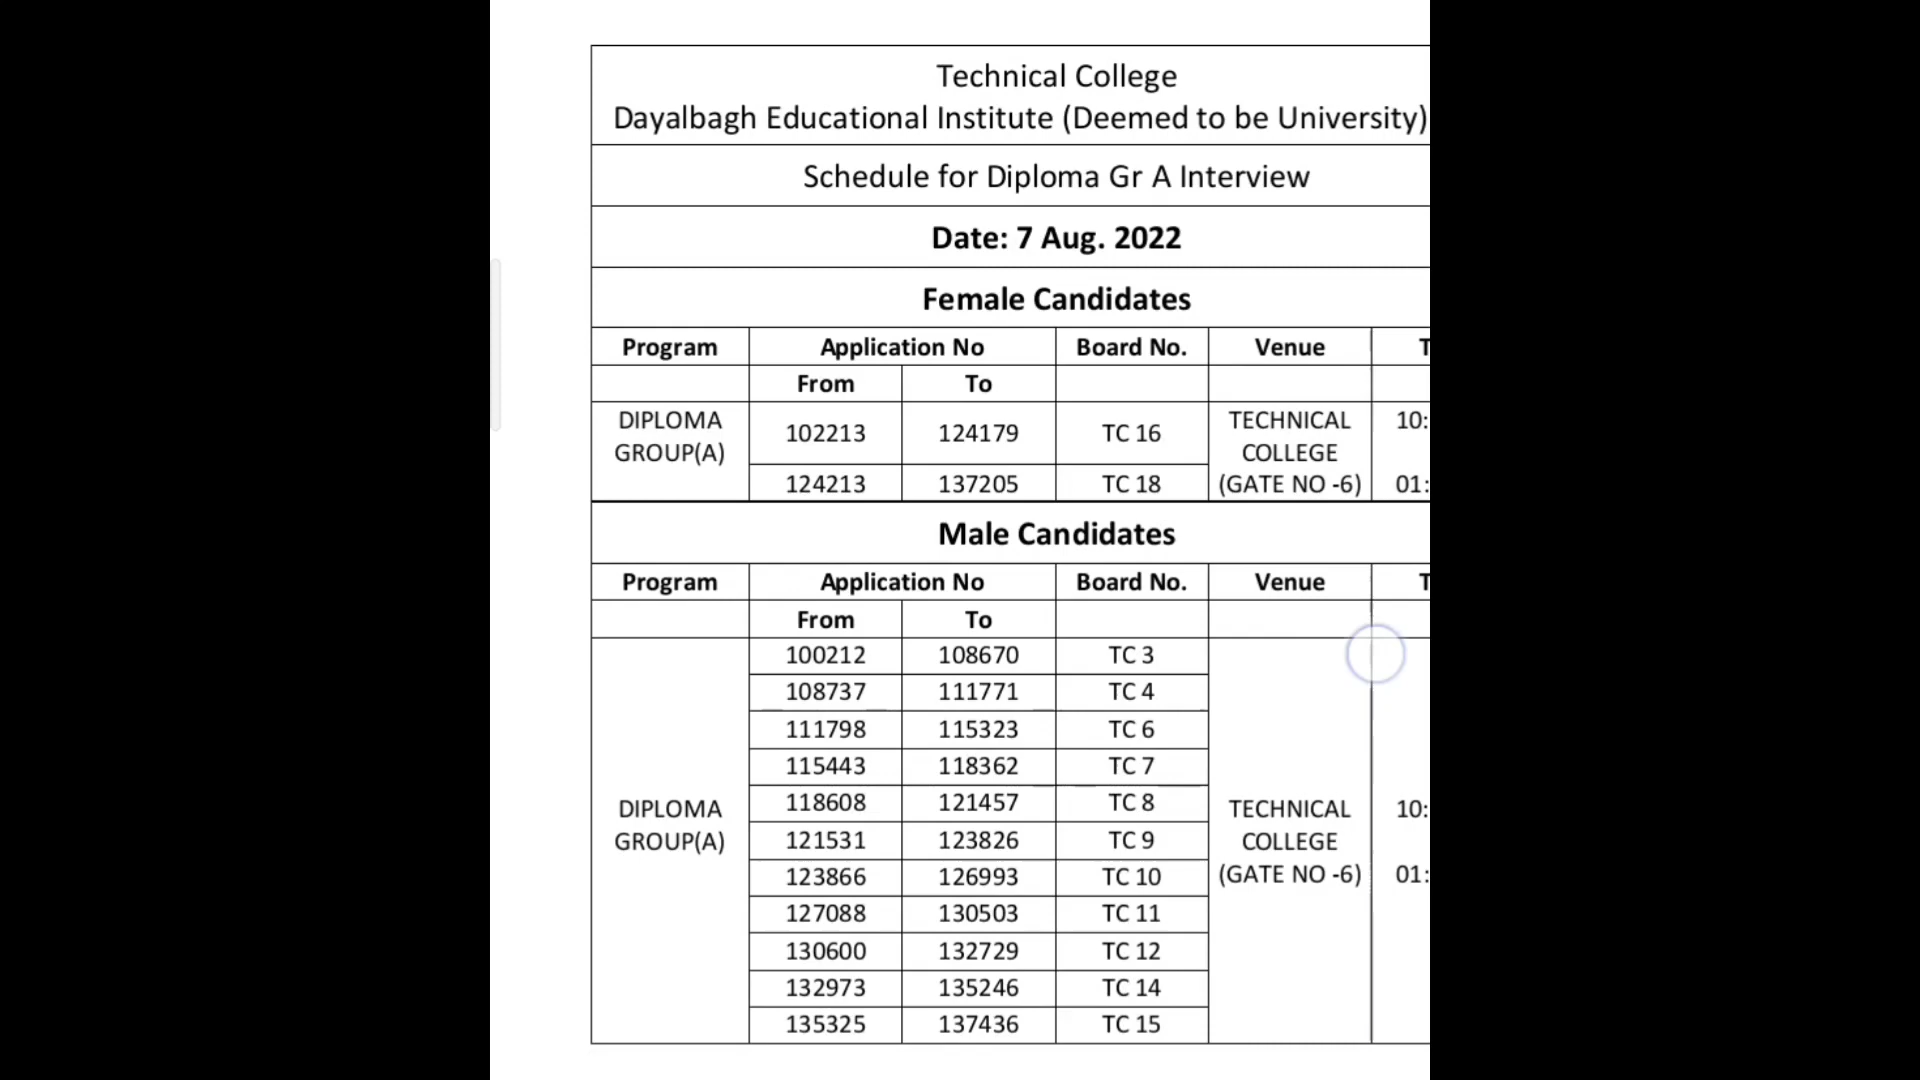 Technical College
Dayalbagh Educational Institute (Deemed to be University)
Schedule for Diploma Gr A Interview
Date: 7 Aug. 2022
Female Candidates
Program Application No Board No. Venue T
From To
DIPLOMA GROUP(A) 102213 124179 TC 16 TECHNICAL COLLEGE (GATE NO -6) 10:
124213 137205 TC 18 01:
Male Candidates
Program Application No Board No. Venue T
From To
100212 108670 TC 3
108737 111771 TC 4
111798 115323 TC 6
115443 118362 TC 7
DIPLOMA GROUP(A) 118608 121457 TC 8 TECHNICAL COLLEGE (GATE NO -6) 10:
121531 123826 TC 9
123866 126993 TC 10 01:
127088 130503 TC 11
130600 132729 TC 12
132973 135246 TC 14
135325 137436 TC 15